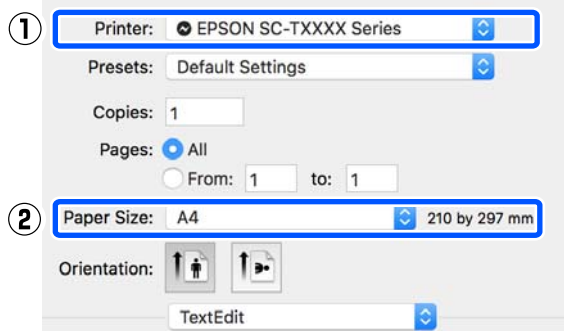 ① Printer: EPSON SC-TXXXX Series
Presets: Default Settings
Copies: 1
Pages: All
From: 1 to: 1
② Paper Size: A4 210 by 297 mm
Orientation:
TextEdit